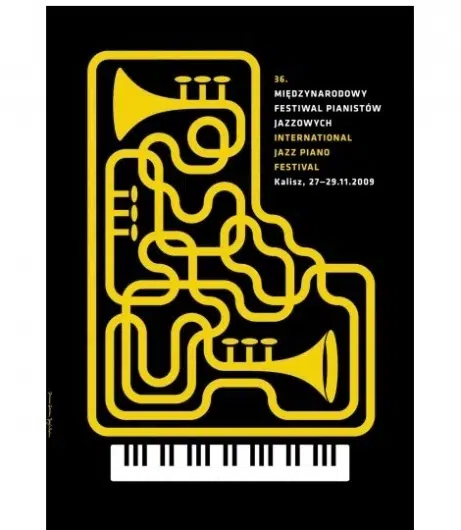 36.
MIĘDZYNARODOWY
FESTIWAL PIANISTÓW
JAZZOWYCH
INTERNATIONAL
JAZZ PIANO
FESTIVAL
Kalisz, 27–29.11.2009